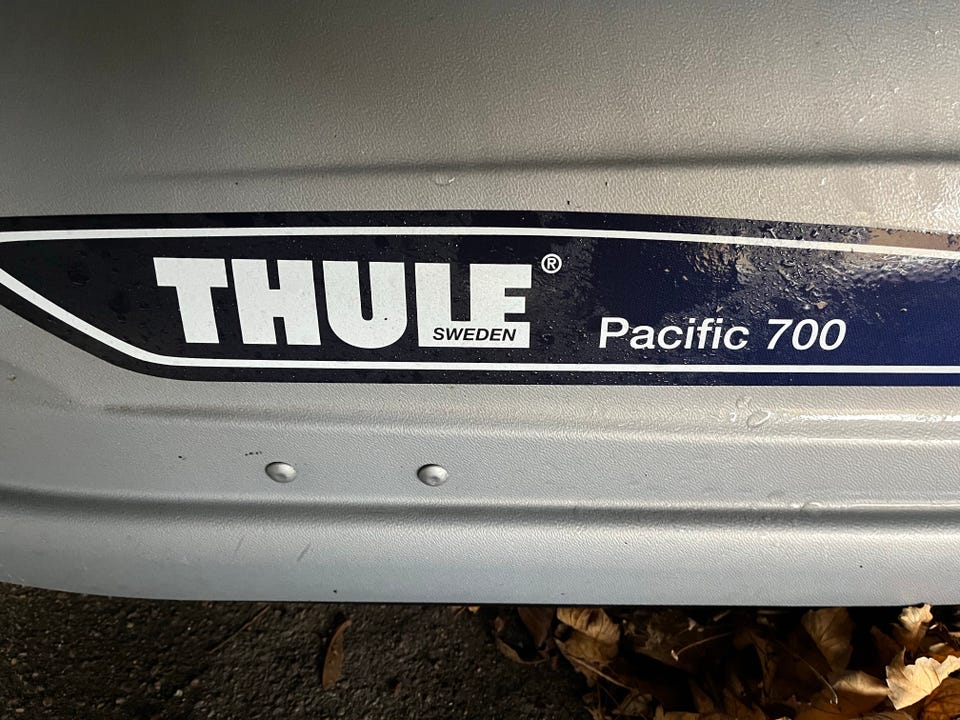 THULE®
SWEDEN
Pacific 700